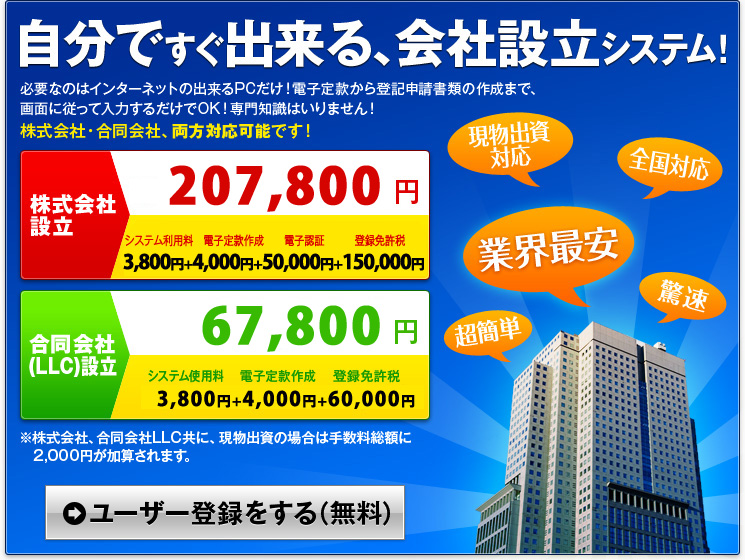 自分ですぐ出来る、会社設立システム!
必要なのはインターネットの出来るPCだけ!電子定款から登記申請書類の作成まで、
画面に従って入力するだけでOK!専門知識はいりません!
株式会社・合同会社、両方対応可能です!
現物出資
対応
全国対応
業界最安
驚速
超簡単
株式会社
設立
207,800 円
システム利用料 電子定款作成 電子認証 登録免許税
3,800円+4,000円+50,000円+150,000円
合同会社
(LLC)設立
67,800 円
システム使用料 電子定款作成 登録免許税
3,800円+4,000円+60,000円
※株式会社、合同会社LLC共に、現物出資の場合は手数料総額に
2,000円が加算されます。
ユーザー登録をする(無料)